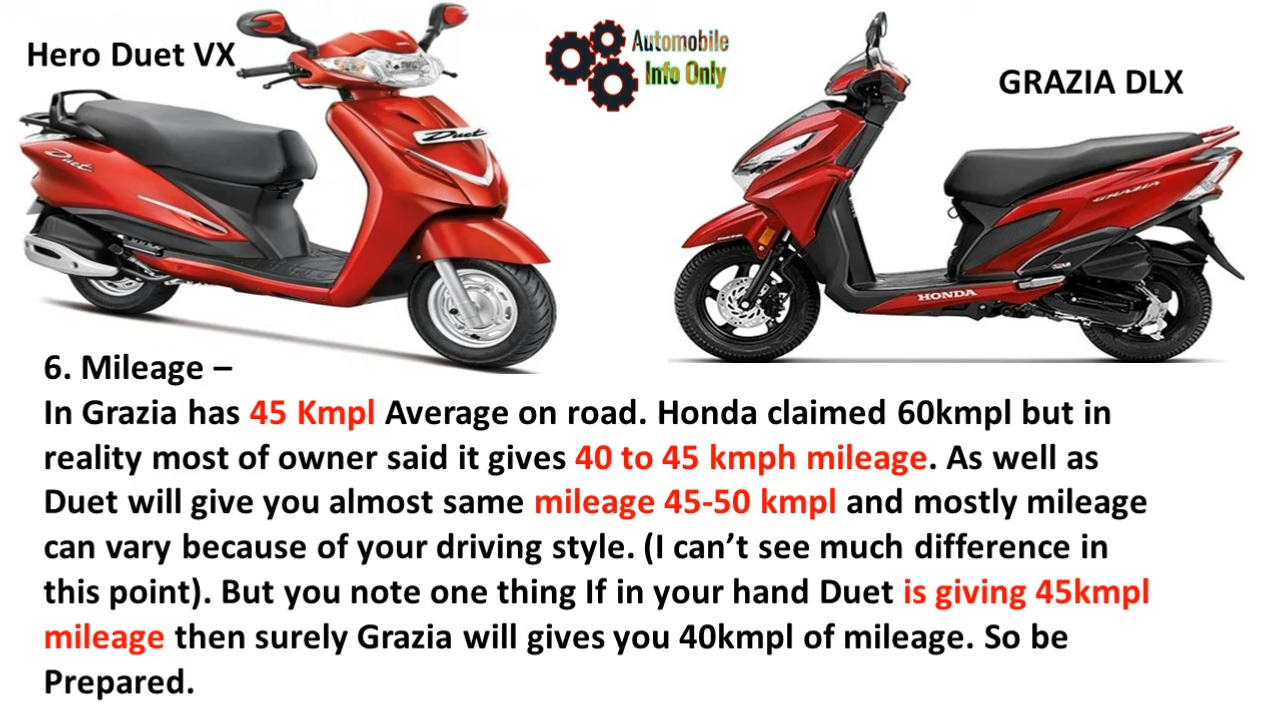 Hero Duet VX
Automobile
Info Only
GRAZIA DLX
Duet
Duet
GRAZIA
HONDA
6. Mileage –
In Grazia has 45 Kmpl Average on road. Honda claimed 60kmpl but in
reality most of owner said it gives 40 to 45 kmph mileage. As well as
Duet will give you almost same mileage 45-50 kmpl and mostly mileage
can vary because of your driving style. (I can’t see much difference in
this point). But you note one thing If in your hand Duet is giving 45kmpl
mileage then surely Grazia will gives you 40kmpl of mileage. So be
Prepared.